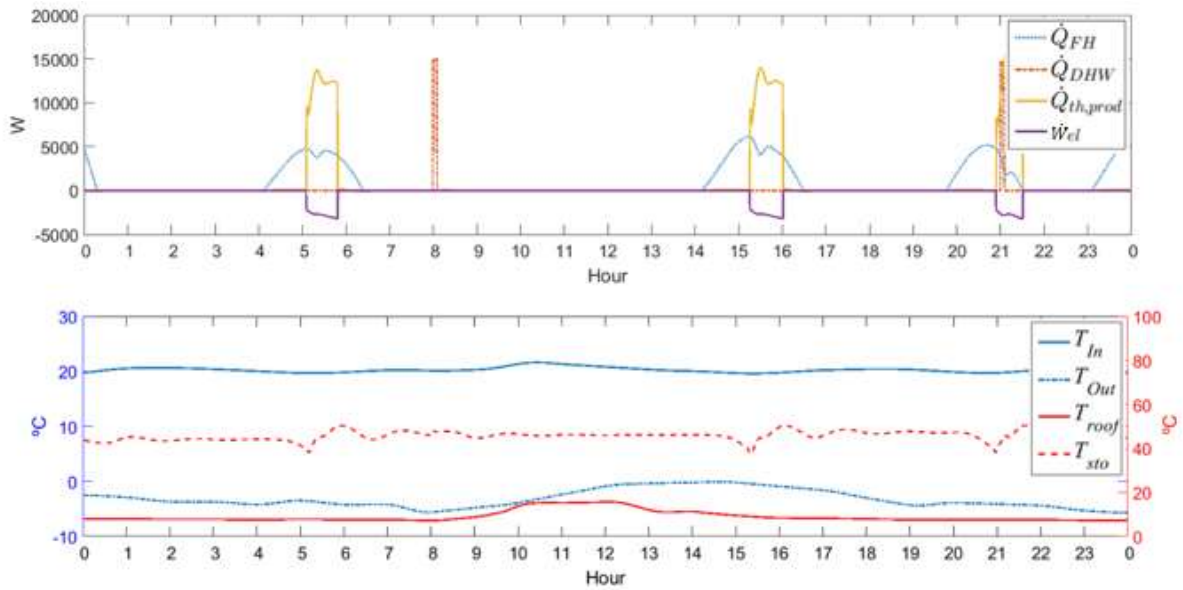 20000
15000
10000
5000
0
-5000
W
Q̇FH
Q̇DHW
Q̇th,prod
Ẇel
0 1 2 3 4 5 6 7 8 9 10 11 12 13 14 15 16 17 18 19 20 21 22 23 0
Hour
30
20
10
0
-10
ºC
100
80
60
40
20
0
ºC
TIn
TOut
Troof
Tsto
0 1 2 3 4 5 6 7 8 9 10 11 12 13 14 15 16 17 18 19 20 21 22 23 0
Hour